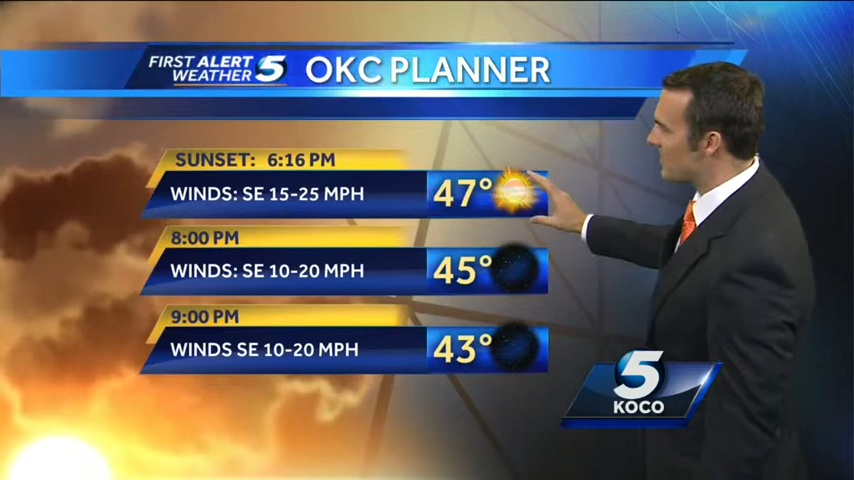 FIRST ALERT
WEATHER 5
OKC PLANNER
SUNSET: 6:16 PM
WINDS: SE 15-25 MPH
47°
8:00 PM
WINDS: SE 10-20 MPH
45°
9:00 PM
WINDS SE 10-20 MPH
43°
5
KOCO